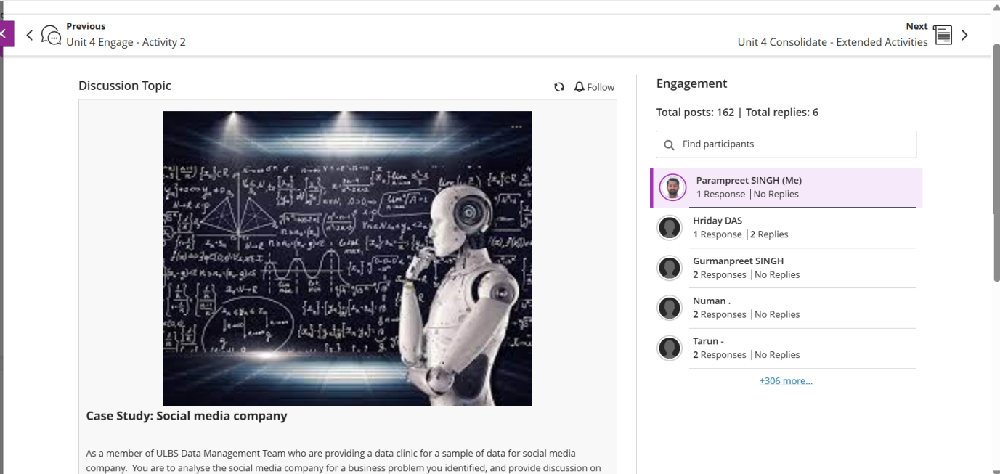 Previous
Unit 4 Engage - Activity 2
Next
Unit 4 Consolidate - Extended Activities
Discussion Topic
Follow
Case Study: Social media company
As a member of ULBS Data Management Team who are providing a data clinic for a sample of data for social media
company. You are to analyse the social media company for a business problem you identified, and provide discussion on
Engagement
Total posts: 162 | Total replies: 6
Find participants
Parampreet SINGH (Me)
1 Response |No Replies
Hriday DAS
1 Response |2 Replies
Gurmanpreet SINGH
2 Responses |No Replies
Numan .
2 Responses |No Replies
Tarun -
2 Responses |No Replies
+306 more...